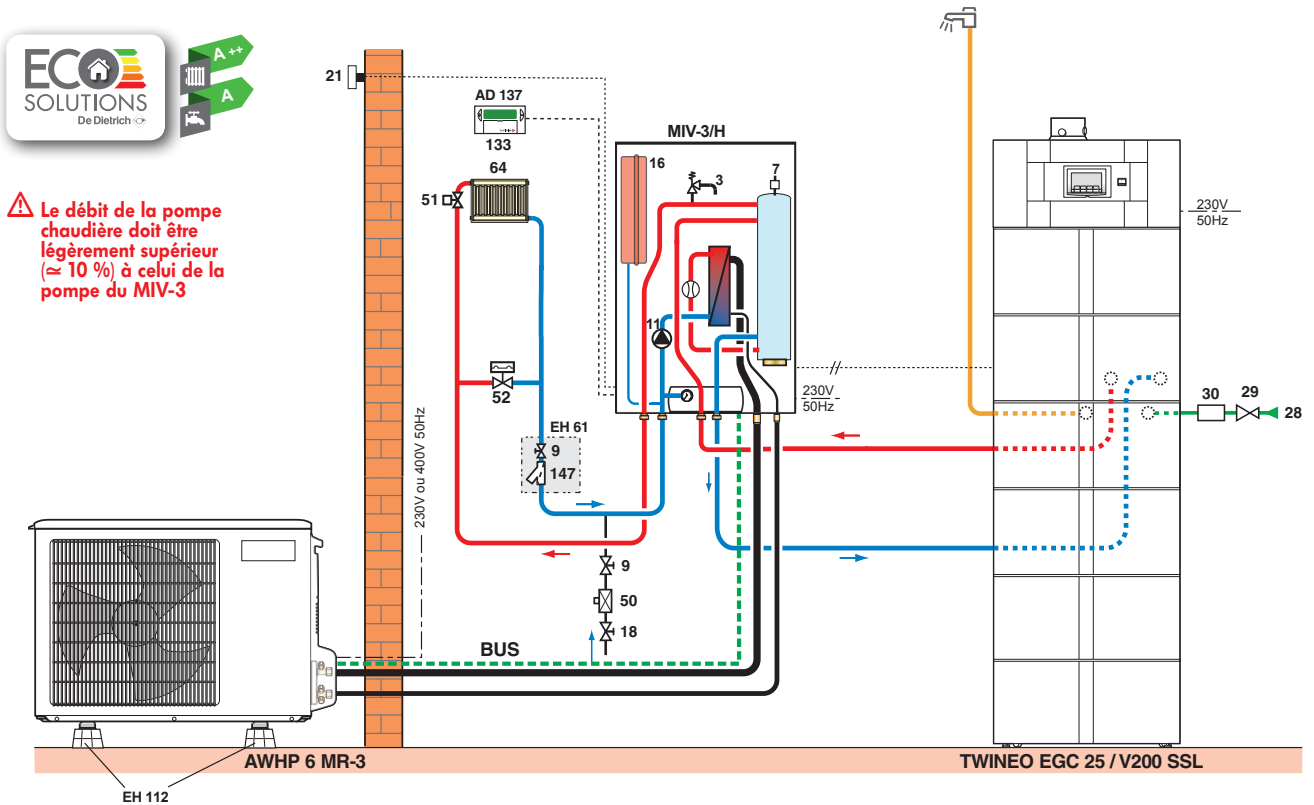 ECO
SOLUTIONS
De Dietrich
A ++
A
21
AD 137
133
MIV-3/H
16
3
7
64
51
230V
50Hz
⚠ Le débit de la pompe
chaudière doit être
légèrement supérieur
(≃ 10 %) à celui de la
pompe du MIV-3
11
52
230V
50Hz
30
29
28
EH 61
9
147
230V ou 400V 50Hz
9
50
18
BUS
AWHP 6 MR-3
TWINEO EGC 25 / V200 SSL
EH 112